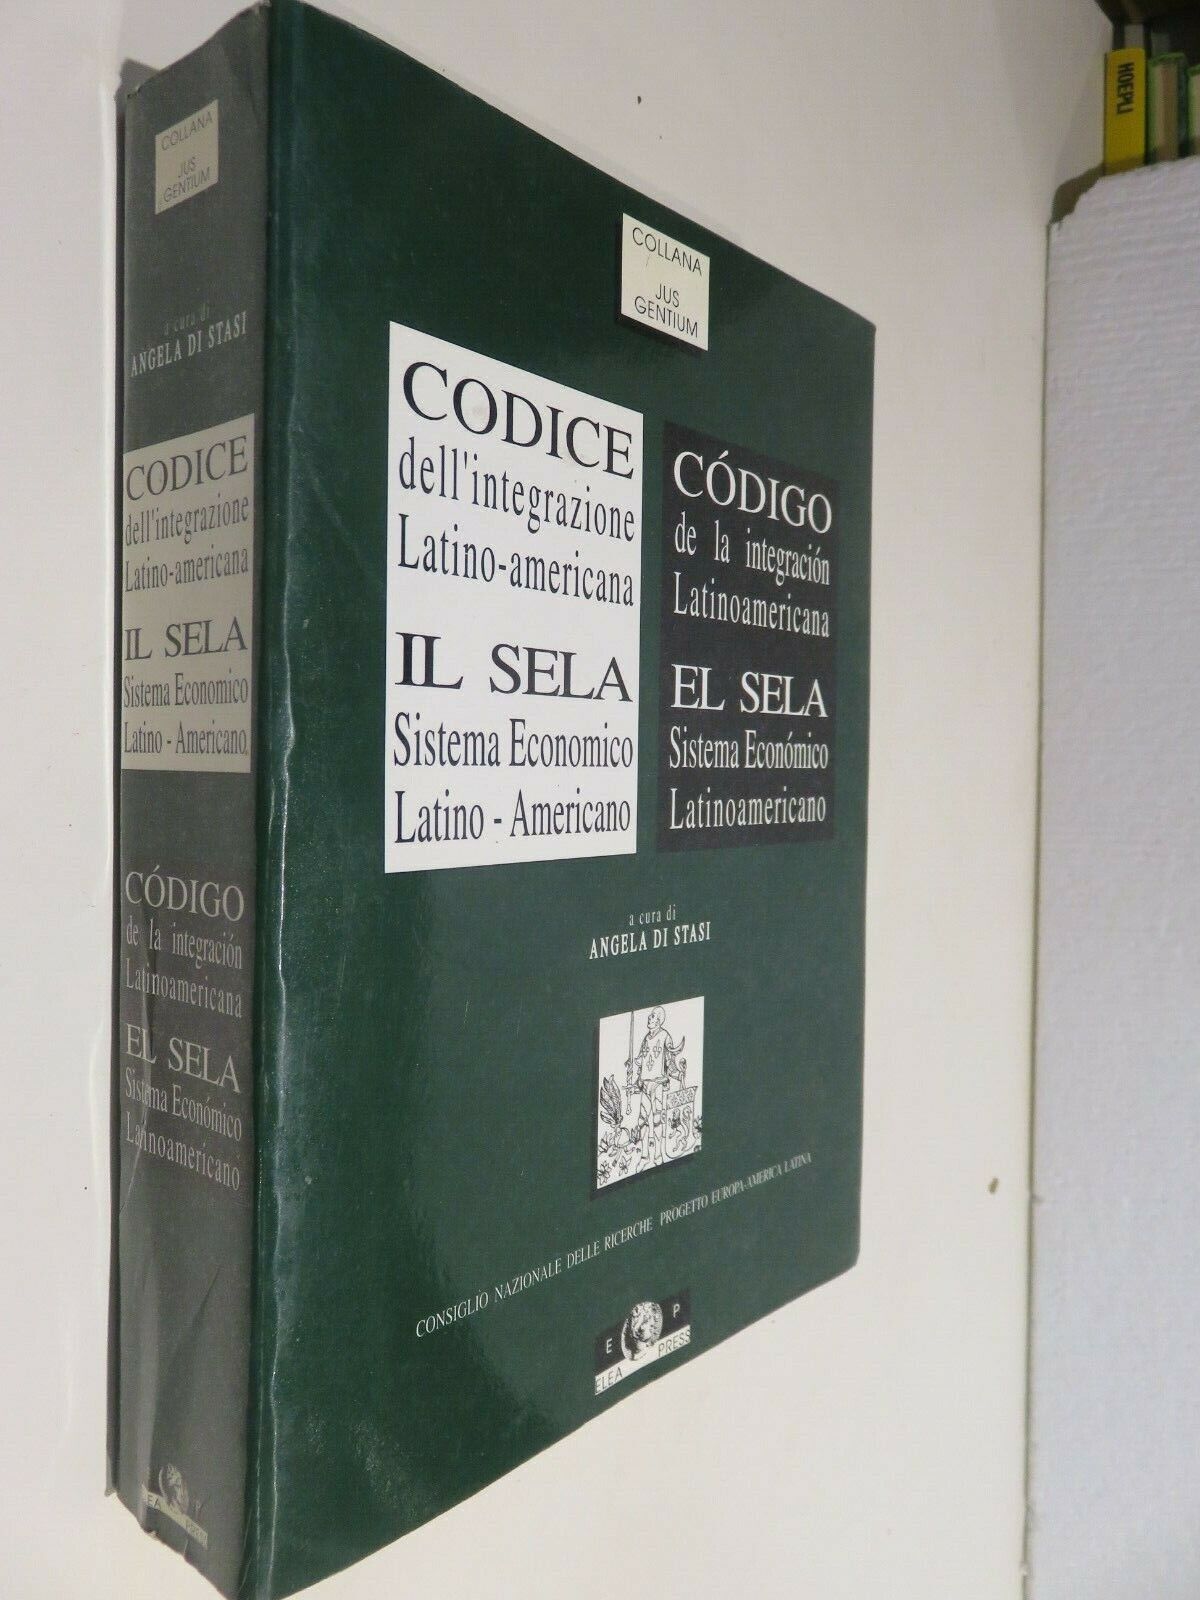 COLLANA
JUS
GENTIUM
a cura di
ANGELA DI STASI
CODICE
dell'integrazione
Latino-americana
IL SELA
Sistema Economico
Latino - Americano
CÓDIGO
de la integración
Latinoamericana
EL SELA
Sistema Económico
Latinoamericano
P
PRESS
COLLANA
JUS
GENTIUM
CODICE
dell'integrazione
Latino-americana
IL SELA
Sistema Economico
Latino - Americano
CÓDIGO
de la integración
Latinoamericana
EL SELA
Sistema Económico
Latinoamericano
a cura di
ANGELA DI STASI
CONSIGLIO NAZIONALE DELLE RICERCHE PROGETTO EUROPA-AMERICA LATINA
E P
ELEA PRESS
HOEPLI